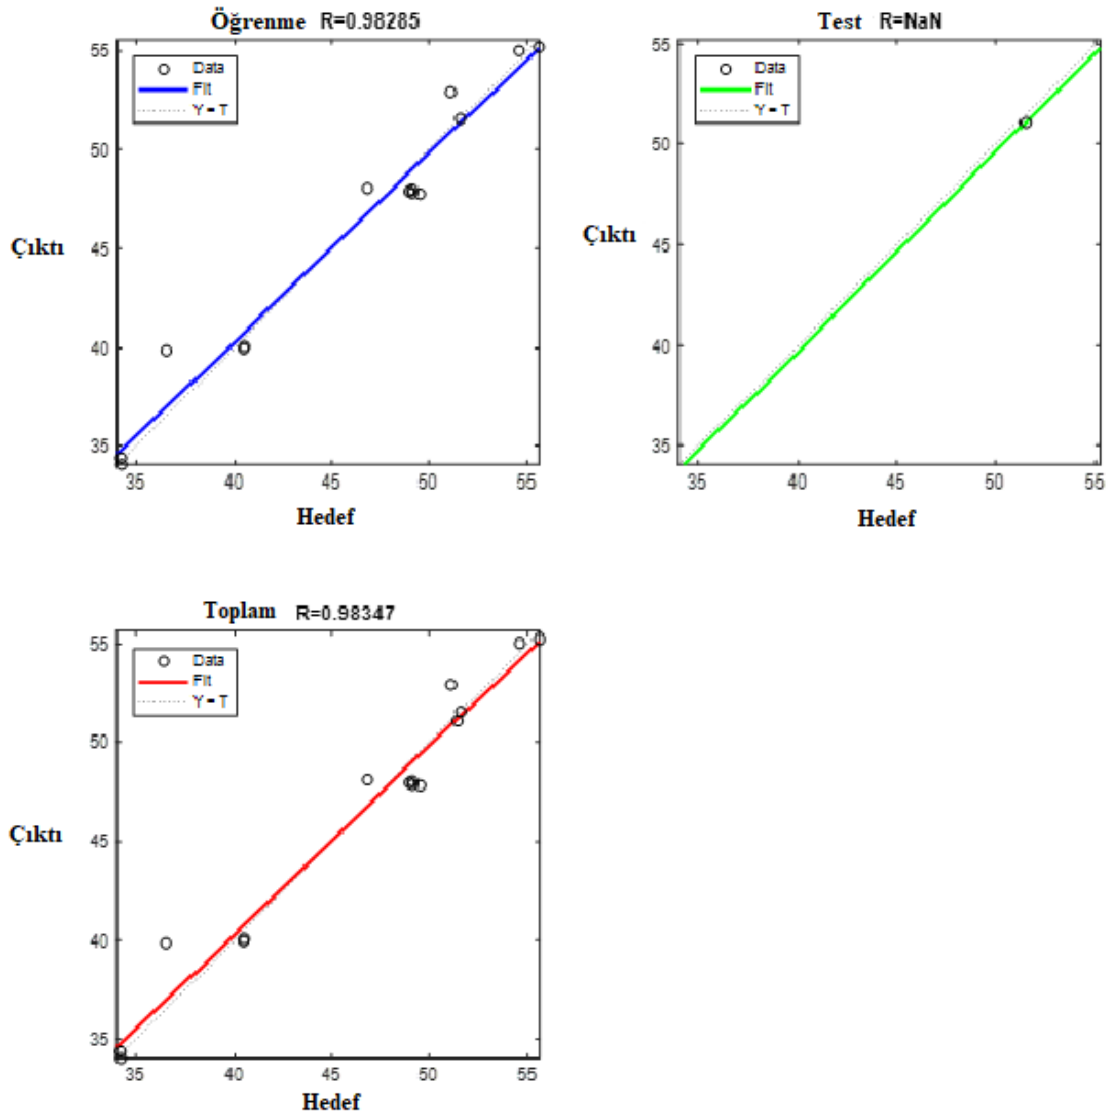 Öğrenme R=0.98285
55
50
45
40
35
Data
Fit
Y = T
Çıktı
35 40 45 50 55
Hedef
Test R=NaN
55
50
45
40
35
Data
Fit
Y = T
Çıktı
35 40 45 50 55
Hedef
Toplam R=0.98347
55
50
45
40
35
Data
Fit
Y = T
Çıktı
35 40 45 50 55
Hedef